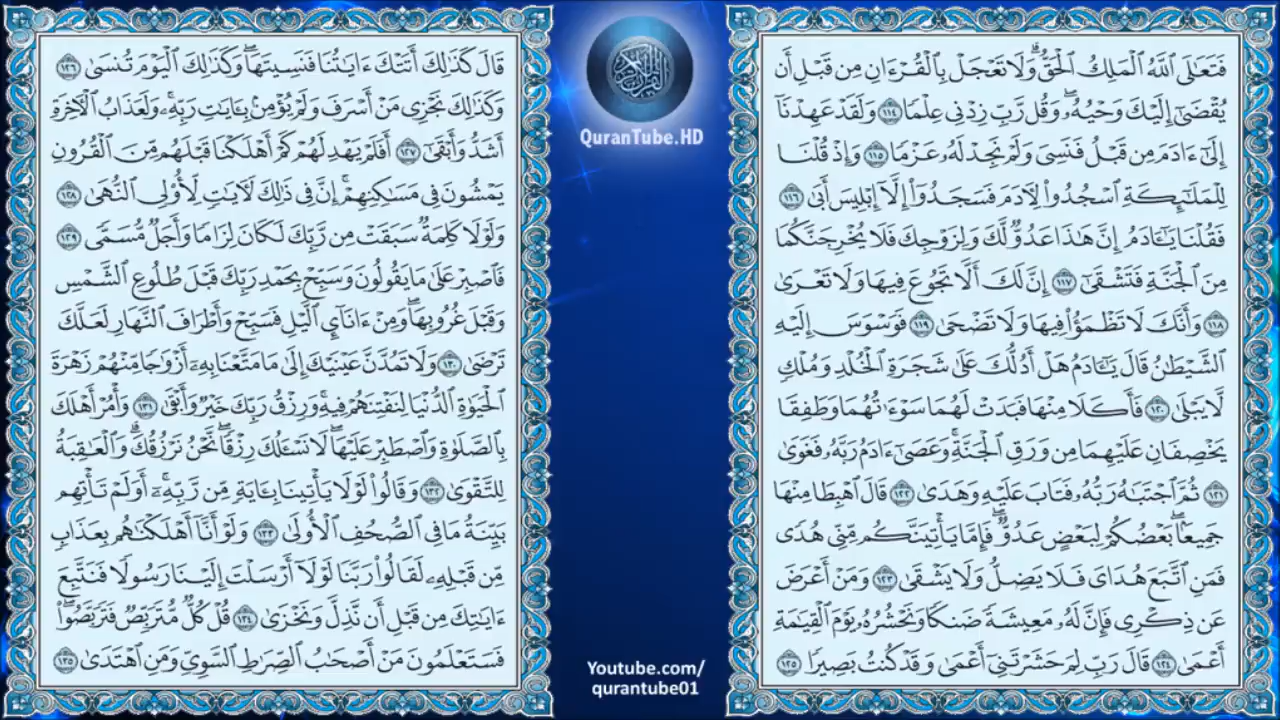 فَتَعَٰلَى ٱللَّهُ ٱلۡمَلِكُ ٱلۡحَقُّۗ وَلَا تَعۡجَلۡ بِٱلۡقُرۡءَانِ مِن قَبۡلِ أَن
يُقۡضَىٰٓ إِلَيۡكَ وَحۡيُهُۥۖ وَقُل رَّبِّ زِدۡنِي عِلۡمٗا ١١٤ وَلَقَدۡ عَهِدۡنَآ
إِلَىٰٓ ءَادَمَ مِن قَبۡلُ فَنَسِيَ وَلَمۡ نَجِدۡ لَهُۥ عَزۡمٗا ١١٥ وَإِذۡ قُلۡنَا
لِلۡمَلَٰٓئِكَةِ ٱسۡجُدُواْ لِأٓدَمَ فَسَجَدُوٓاْ إِلَّآ إِبۡلِيسَ أَبَىٰ ١١٦
فَقُلۡنَا يَٰٓـَٔادَمُ إِنَّ هَٰذَا عَدُوّٞ لَّكَ وَلِزَوۡجِكَ فَلَا يُخۡرِجَنَّكُمَا
مِنَ ٱلۡجَنَّةِ فَتَشۡقَىٰٓ ١١٧ إِنَّ لَكَ أَلَّا تَجُوعَ فِيهَا وَلَا تَعۡرَىٰ
١١٨ وَأَنَّكَ لَا تَظۡمَؤُاْ فِيهَا وَلَا تَضۡحَىٰ ١١٩ فَوَسۡوَسَ إِلَيۡهِ
ٱلشَّيۡطَٰنُ قَالَ يَٰٓـَٔادَمُ هَلۡ أَدُلُّكَ عَلَىٰ شَجَرَةِ ٱلۡخُلۡدِ وَمُلۡكٖ
لَّا يَبۡلَىٰ ١٢٠ فَأَكَلَا مِنۡهَا فَبَدَتۡ لَهُمَا سَوۡءَٰتُهُمَا وَطَفِقَا
يَخۡصِفَانِ عَلَيۡهِمَا مِن وَرَقِ ٱلۡجَنَّةِۚ وَعَصَىٰٓ ءَادَمُ رَبَّهُۥ فَغَوَىٰ
١٢١ ثُمَّ ٱجۡتَبَٰهُ رَبُّهُۥ فَتَابَ عَلَيۡهِ وَهَدَىٰ ١٢٢ قَالَ ٱهۡبِطَا مِنۡهَا
جَمِيعَۢاۖ بَعۡضُكُمۡ لِبَعۡضٍ عَدُوّٞۖ فَإِمَّا يَأۡتِيَنَّكُم مِّنِّي هُدٗى
فَمَنِ ٱتَّبَعَ هُدَايَ فَلَا يَضِلُّ وَلَا يَشۡقَىٰ ١٢٣ وَمَنۡ أَعۡرَضَ
عَن ذِكۡرِي فَإِنَّ لَهُۥ مَعِيشَةٗ ضَنكٗا وَنَحۡشُرُهُۥ يَوۡمَ ٱلۡقِيَٰمَةِ
أَعۡمَىٰ ١٢٤ قَالَ رَبِّ لِمَ حَشَرۡتَنِيٓ أَعۡمَىٰ وَقَدۡ كُنتُ بَصِيرٗا ١٢٥
QuranTube.HD
قَالَ كَذَٰلِكَ أَتَتۡكَ ءَايَٰتُنَا فَنَسِيتَهَاۖ وَكَذَٰلِكَ ٱلۡيَوۡمَ تُنسَىٰ ١٢٦
وَكَذَٰلِكَ نَجۡزِي مَنۡ أَسۡرَفَ وَلَمۡ يُؤۡمِنۢ بِـَٔايَٰتِ رَبِّهِۦۚ وَلَعَذَابُ ٱلۡأٓخِرَةِ
أَشَدُّ وَأَبۡقَىٰٓ ١٢٧ أَفَلَمۡ يَهۡدِ لَهُمۡ كَمۡ أَهۡلَكۡنَا قَبۡلَهُم مِّنَ ٱلۡقُرُونِ
يَمۡشُونَ فِي مَسَٰكِنِهِمۡۚ إِنَّ فِي ذَٰلِكَ لَأٓيَٰتٖ لِّأُوْلِي ٱلنُّهَىٰ ١٢٨
وَلَوۡلَا كَلِمَةٞ سَبَقَتۡ مِن رَّبِّكَ لَكَانَ لِزَامٗا وَأَجَلٞ مُّسَمّٗى ١٢٩
فَٱصۡبِرۡ عَلَىٰ مَا يَقُولُونَ وَسَبِّحۡ بِحَمۡدِ رَبِّكَ قَبۡلَ طُلُوعِ ٱلشَّمۡسِ
وَقَبۡلَ غُرُوبِهَاۖ وَمِنۡ ءَانَآيِٕ ٱلَّيۡلِ فَسَبِّحۡ وَأَطۡرَافَ ٱلنَّهَارِ لَعَلَّكَ
تَرۡضَىٰ ١٣٠ وَلَا تَمُدَّنَّ عَيۡنَيۡكَ إِلَىٰ مَا مَتَّعۡنَا بِهِۦٓ أَزۡوَٰجٗا مِّنۡهُمۡ زَهۡرَةَ
ٱلۡحَيَوٰةِ ٱلدُّنۡيَا لِنَفۡتِنَهُمۡ فِيهِۚ وَرِزۡقُ رَبِّكَ خَيۡرٞ وَأَبۡقَىٰ ١٣١ وَأۡمُرۡ أَهۡلَكَ
بِٱلصَّلَوٰةِ وَٱصۡطَبِرۡ عَلَيۡهَاۖ لَا نَسۡـَٔلُكَ رِزۡقٗاۖ نَّحۡنُ نَرۡزُقُكَۗ وَٱلۡعَٰقِبَةُ
لِلتَّقۡوَىٰ ١٣٢ وَقَالُواْ لَوۡلَا يَأۡتِينَا بِـَٔايَةٖ مِّن رَّبِّهِۦٓۚ أَوَلَمۡ تَأۡتِهِم
بَيِّنَةُ مَا فِي ٱلصُّحُفِ ٱلۡأُولَىٰ ١٣٣ وَلَوۡ أَنَّآ أَهۡلَكۡنَٰهُم بِعَذَابٖ
مِّن قَبۡلِهِۦ لَقَالُواْ رَبَّنَا لَوۡلَآ أَرۡسَلۡتَ إِلَيۡنَا رَسُولٗا فَنَتَّبِعَ
ءَايَٰتِكَ مِن قَبۡلِ أَن نَّذِلَّ وَنَخۡزَىٰ ١٣٤ قُلۡ كُلّٞ مُّتَرَبِّصٞ فَتَرَبَّصُواْۖ
فَسَتَعۡلَمُونَ مَنۡ أَصۡحَٰبُ ٱلصِّرَٰطِ ٱلسَّوِيِّ وَمَنِ ٱهۡتَدَىٰ ١٣٥
Youtube.com/
qurantube01